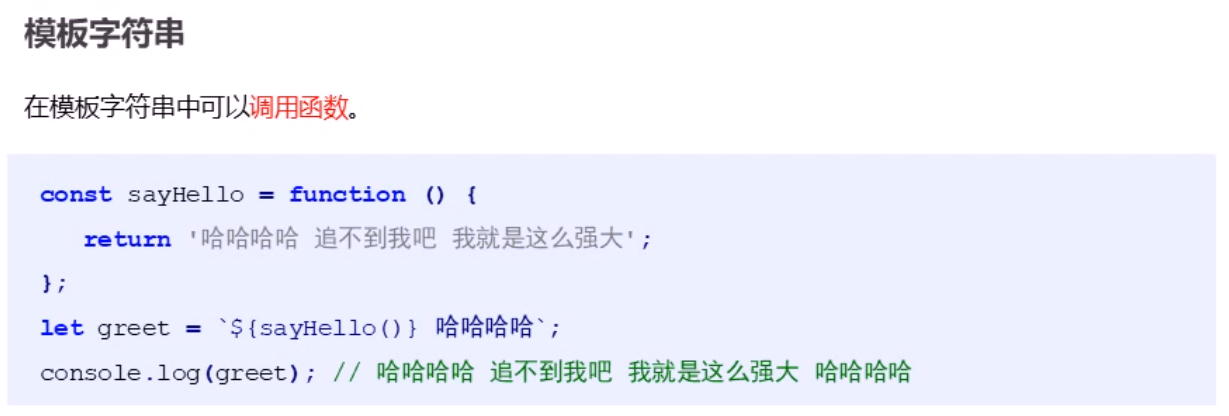 模板字符串
在模板字符串中可以调用函数。
const sayHello = function () {
return '哈哈哈哈 追不到我吧 我就是这么强大';
};
let greet = `${sayHello()} 哈哈哈哈`;
console.log(greet); // 哈哈哈哈 追不到我吧 我就是这么强大 哈哈哈哈